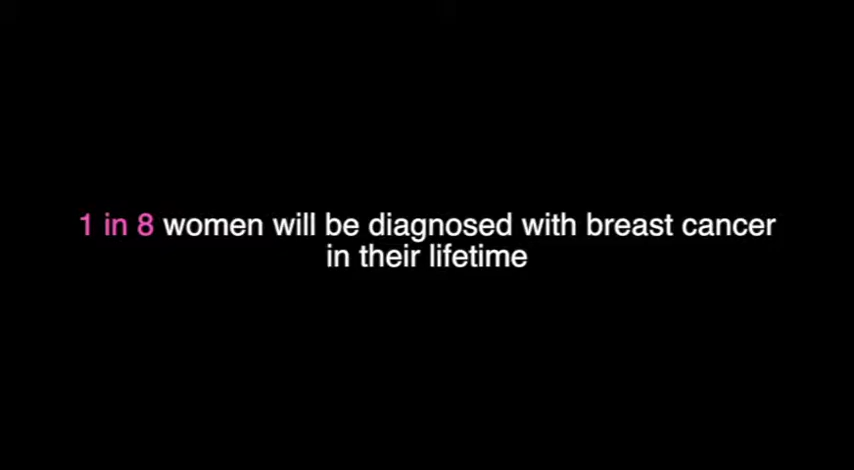 1 in 8 women will be diagnosed with breast cancer
in their lifetime